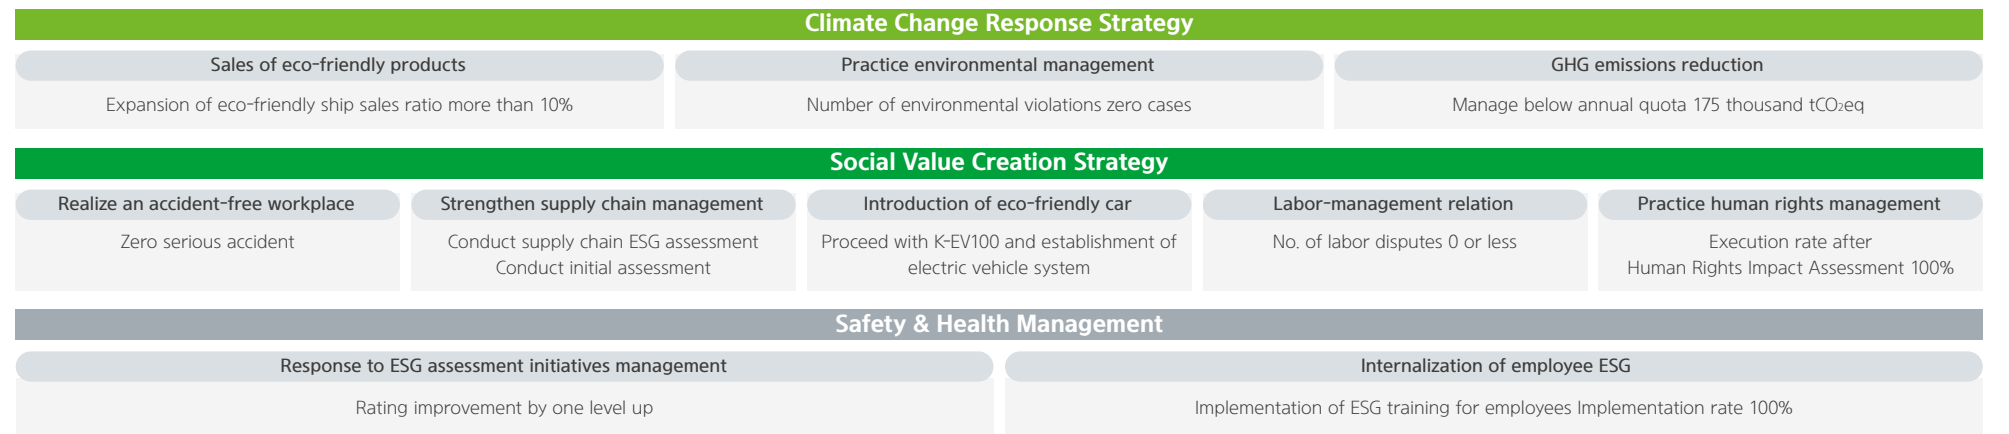 Climate Change Response Strategy
Sales of eco-friendly products
Expansion of eco-friendly ship sales ratio more than 10%
Practice environmental management
Number of environmental violations zero cases
GHG emissions reduction
Manage below annual quota 175 thousand tCO₂eq
Social Value Creation Strategy
Realize an accident-free workplace
Zero serious accident
Strengthen supply chain management
Conduct supply chain ESG assessment
Conduct initial assessment
Introduction of eco-friendly car
Proceed with K-EV100 and establishment of
electric vehicle system
Labor-management relation
No. of labor disputes 0 or less
Practice human rights management
Execution rate after
Human Rights Impact Assessment 100%
Safety & Health Management
Response to ESG assessment initiatives management
Rating improvement by one level up
Internalization of employee ESG
Implementation of ESG training for employees Implementation rate 100%